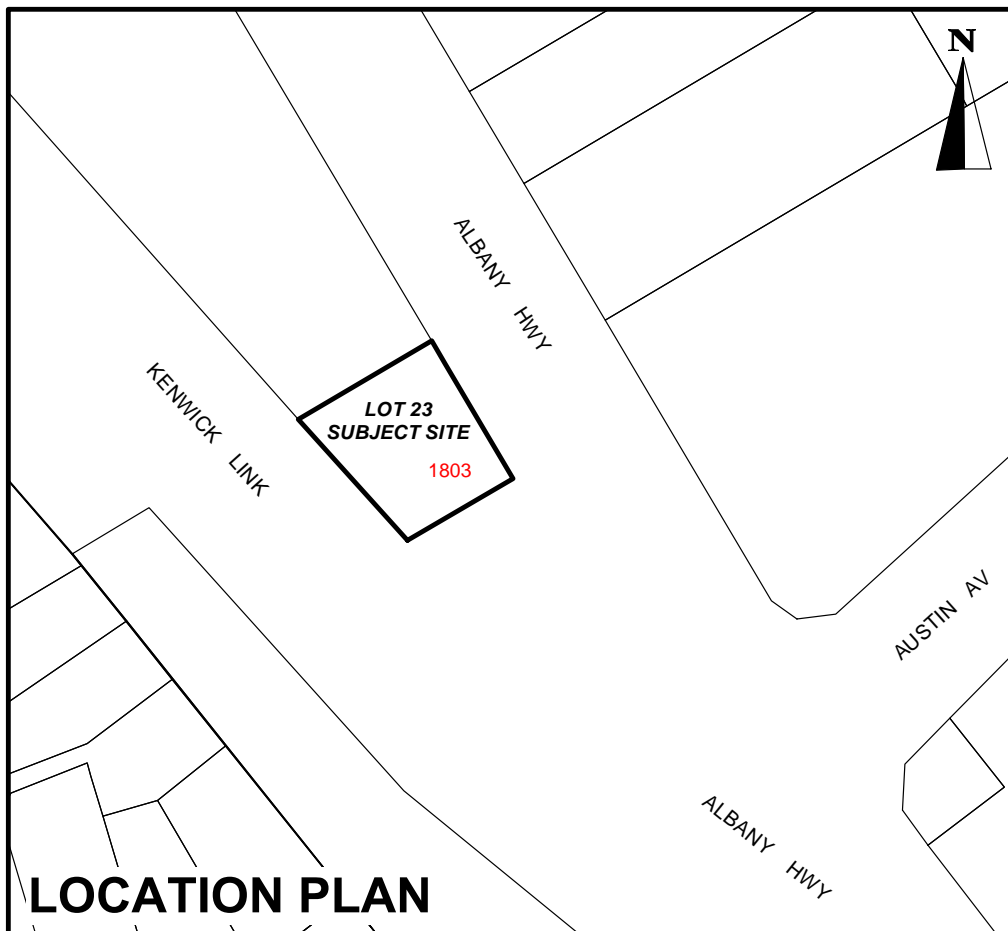 N
ALBANY HWY
KENWICK LINK
LOT 23
SUBJECT SITE
1803
AUSTIN AV
ALBANY HWY
LOCATION PLAN